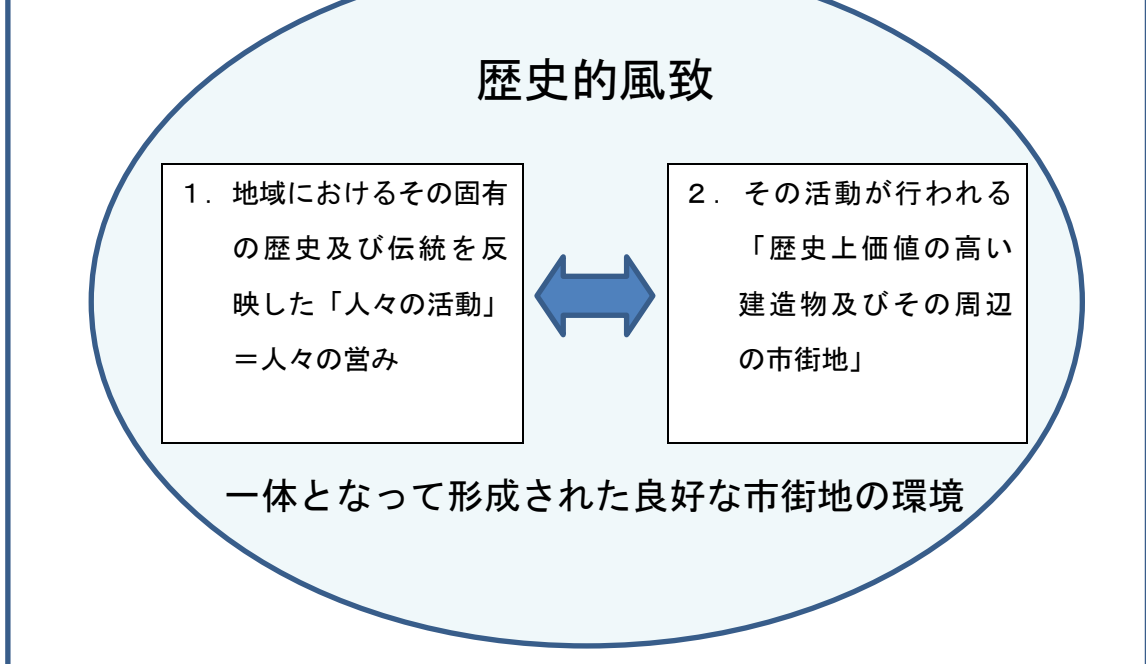 歴史的風致
１．地域におけるその固有
の歴史及び伝統を反
映した「人々の活動」
＝人々の営み
２．その活動が行われる
「歴史上価値の高い
建造物及びその周辺
の市街地」
一体となって形成された良好な市街地の環境